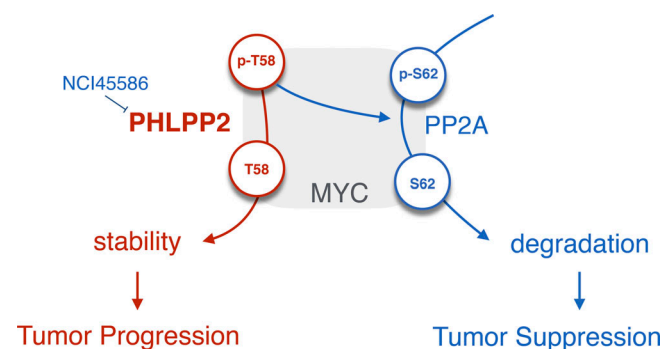 p-T58
p-S62
NCI45586
PHLPP2
PP2A
T58
S62
MYC
stability
degradation
Tumor Progression
Tumor Suppression